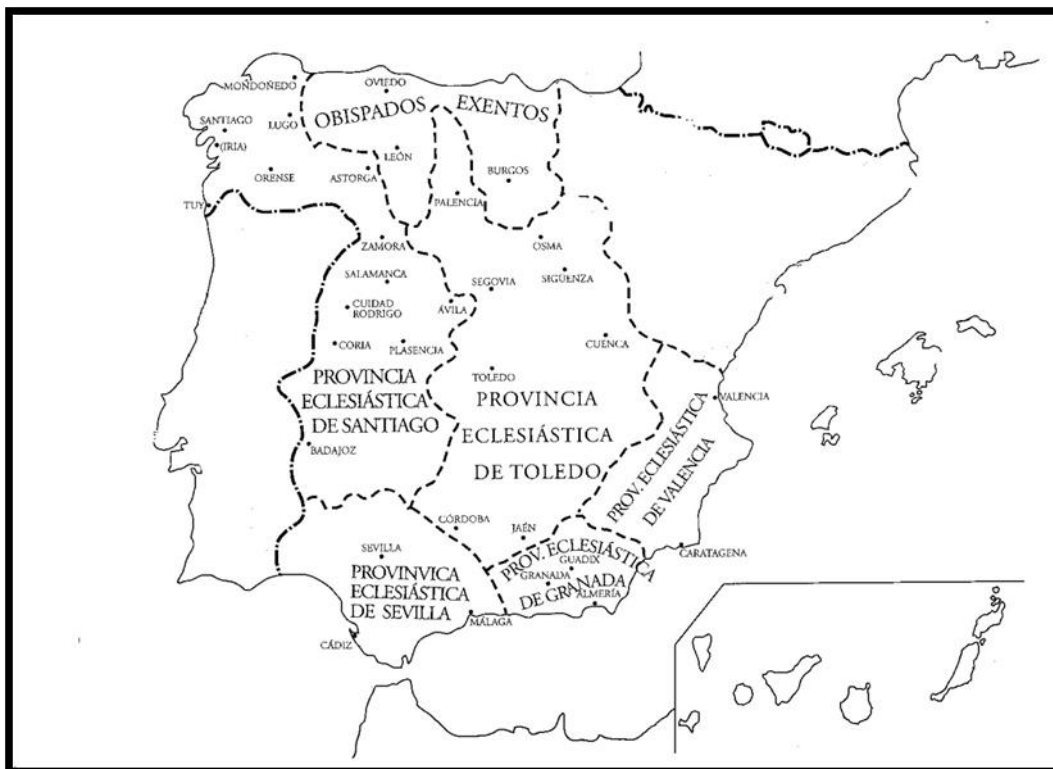 MONDOÑEDO
OVIEDO
OBISPADOS
EXENTOS
SANTIAGO
LUGO
(IRIA)
LEÓN
ORENSE
ASTORGA
BURGOS
PALENCIA
TUY
ZAMORA
OSMA
SALAMANCA
SEGOVIA
SIGÜENZA
CUIDAD
RODRIGO
ÁVILA
CORIA
PLASENCIA
CUENCA
TOLEDO
PROVINCIA
ECLESIÁSTICA
DE SANTIAGO
PROVINCIA
ECLESIÁSTICA
DE TOLEDO
VALENCIA
PROV. ECLESIÁSTICA
DE VALENCIA
BADAJOZ
CÓRDOBA
JAÉN
SEVILLA
PROVINVICA
ECLESIÁSTICA
DE SEVILLA
PROV. ECLESIÁSTICA
GUADIX
GRANADA
DE GRANADA
ALMERÍA
CARATAGENA
MÁLAGA
CÁDIZ